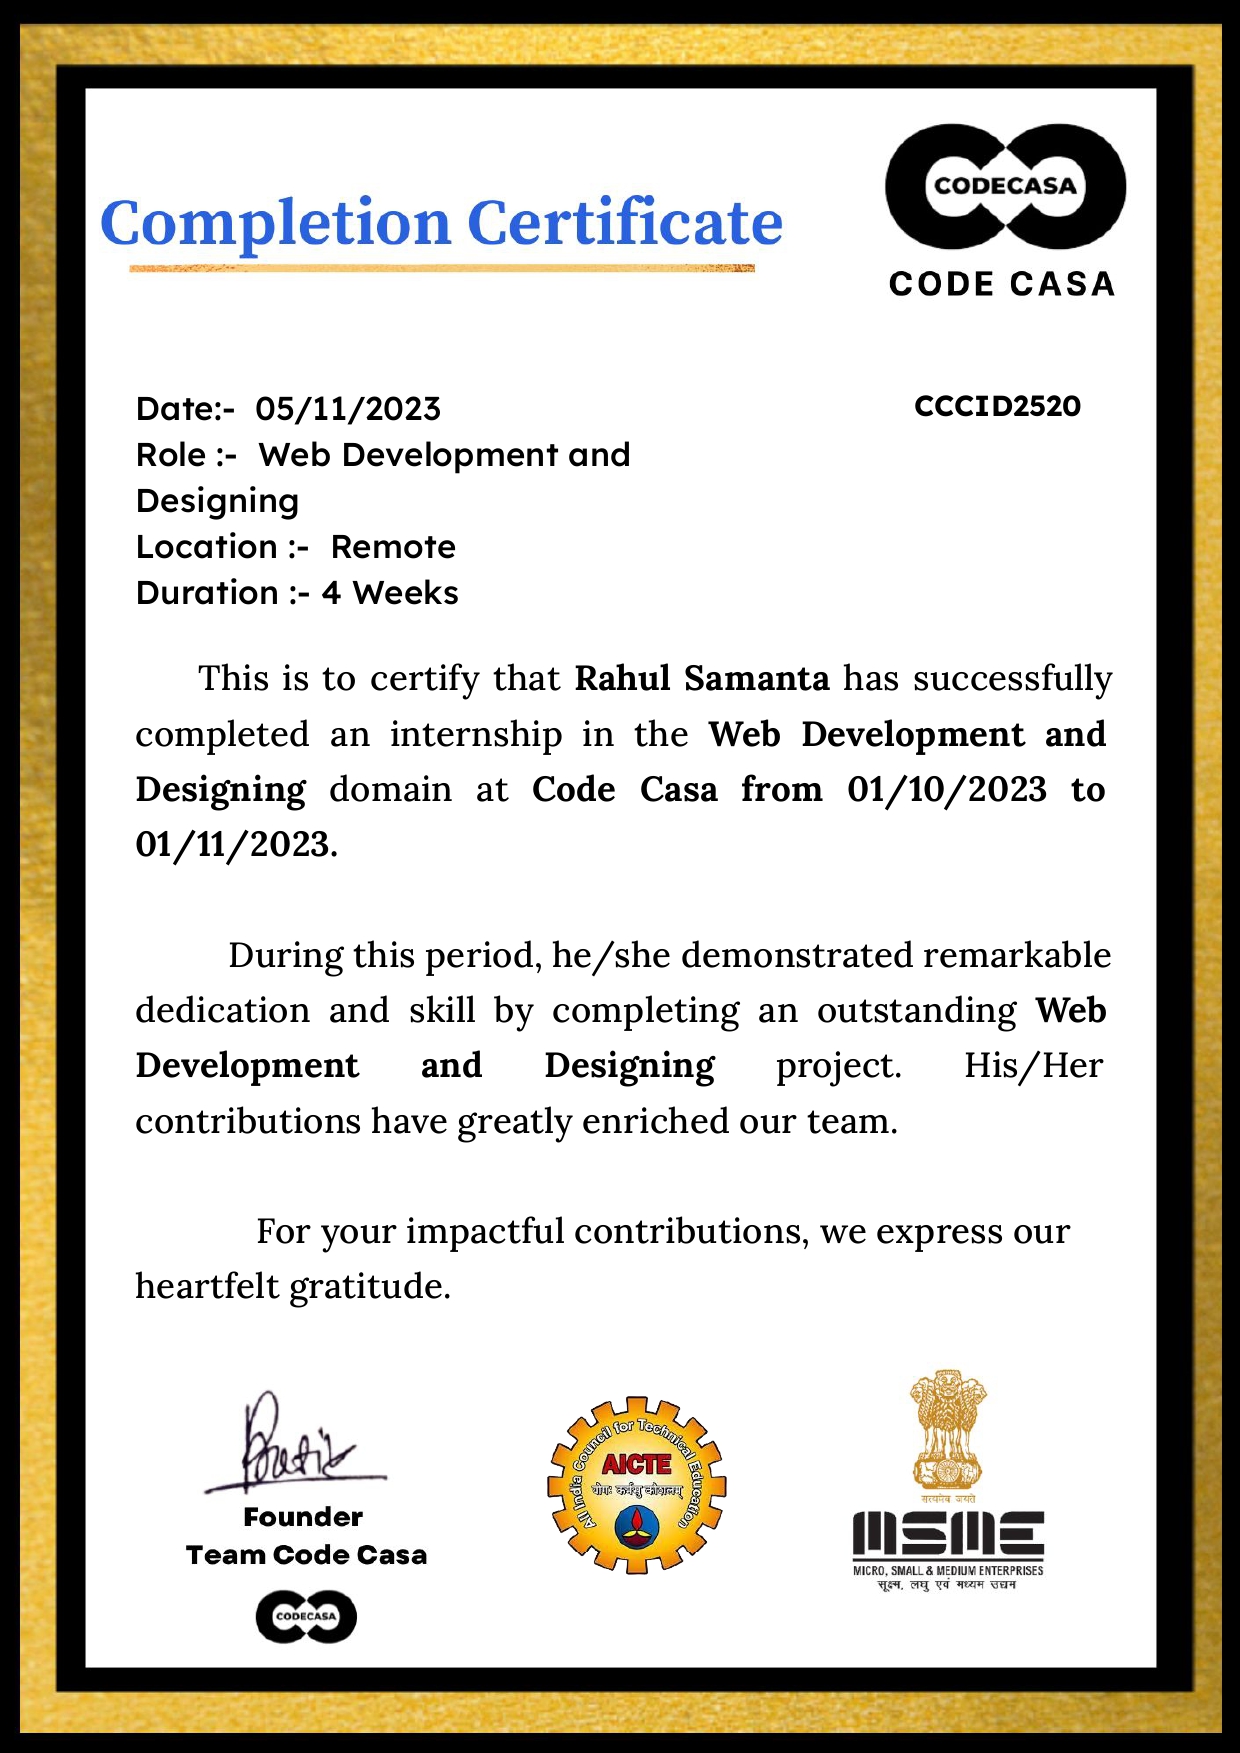 CODECASA
Completion Certificate
CODE CASA
Date:- 05/11/2023
CCCID2520
Role :- Web Development and
Designing
Location :- Remote
Duration :- 4 Weeks
This is to certify that Rahul Samanta has successfully
completed an internship in the Web Development and
Designing domain at Code Casa from 01/10/2023 to
01/11/2023.
During this period, he/she demonstrated remarkable
dedication and skill by completing an outstanding Web
Development and Designing project. His/Her
contributions have greatly enriched our team.
For your impactful contributions, we express our
heartfelt gratitude.
Founder
Team Code Casa
CODECASA
All India Council for Technical Education
AICTE
योगः कर्मसु कौशलम्
सत्यमेव जयते
MSME
MICRO, SMALL & MEDIUM ENTERPRISES
सूक्ष्म, लघु एवं मध्यम उद्यम